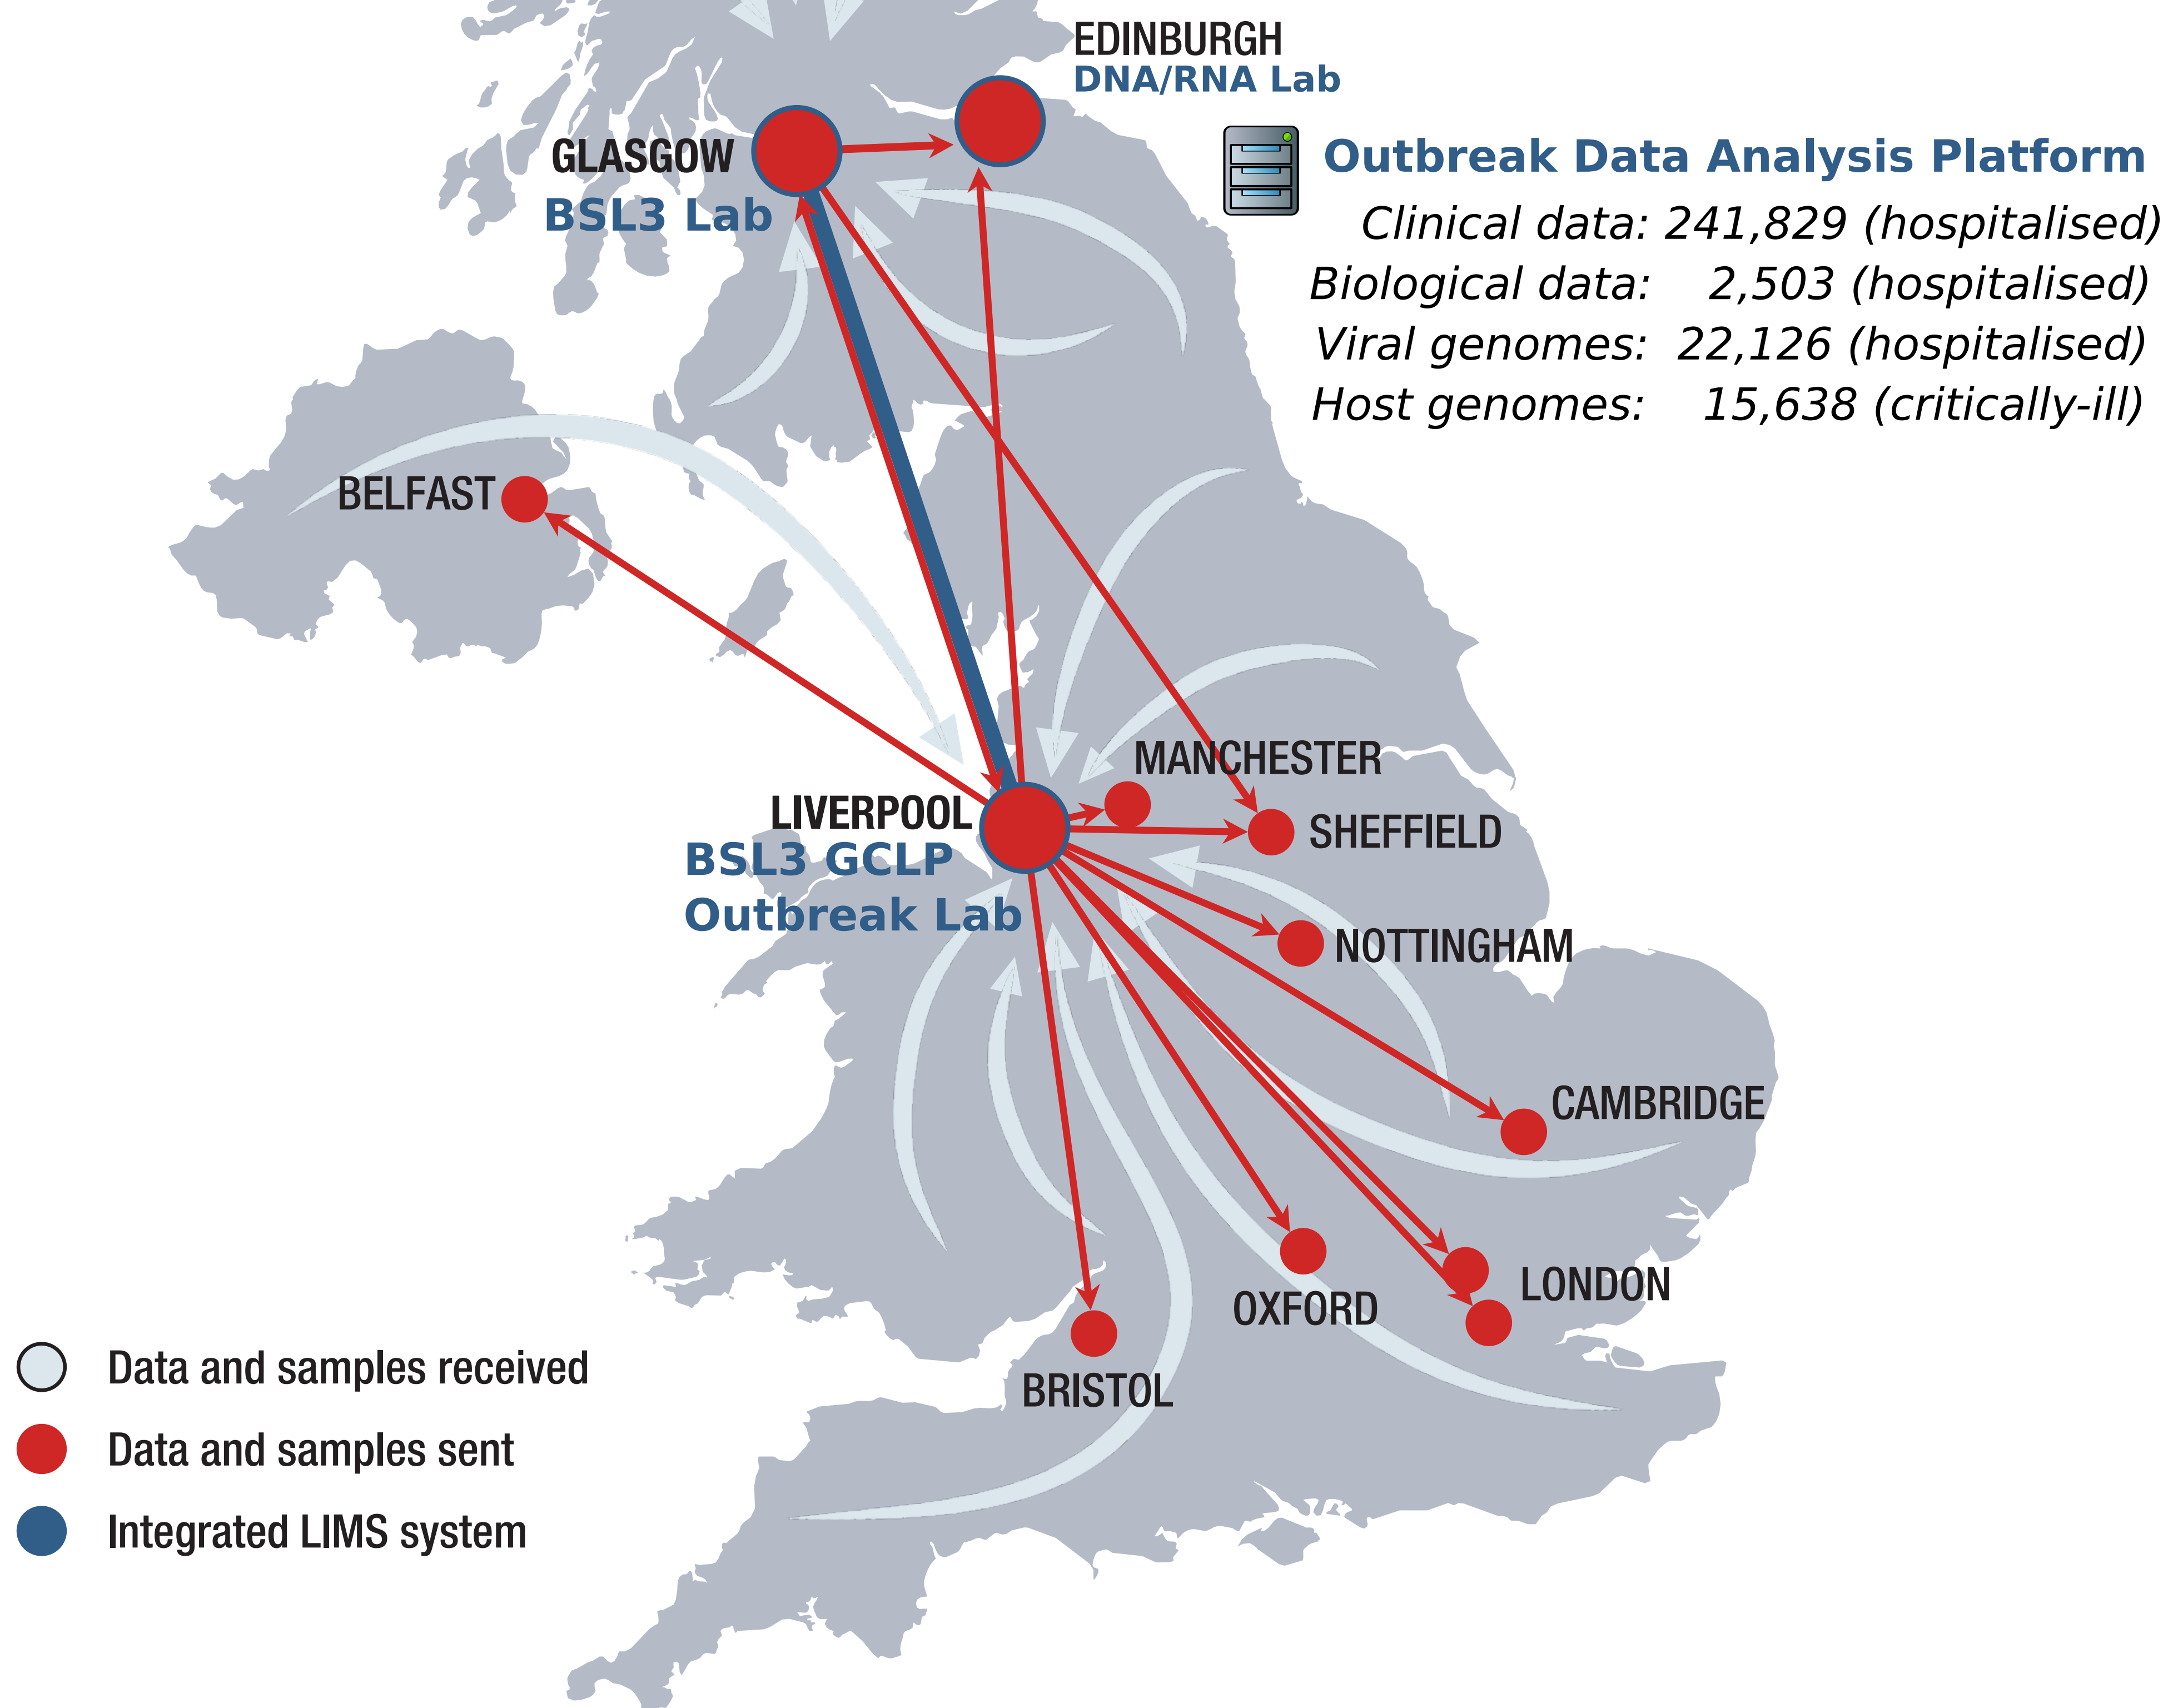 EDINBURGH
DNA/RNA Lab
GLASGOW
BSL3 Lab
Outbreak Data Analysis Platform
Clinical data: 241,829 (hospitalised)
Biological data: 2,503 (hospitalised)
Viral genomes: 22,126 (hospitalised)
Host genomes: 15,638 (critically-ill)
BELFAST
MANCHESTER
LIVERPOOL
BSL3 GCLP
Outbreak Lab
SHEFFIELD
NOTTINGHAM
CAMBRIDGE
LONDON
OXFORD
BRISTOL
Data and samples received
Data and samples sent
Integrated LIMS system